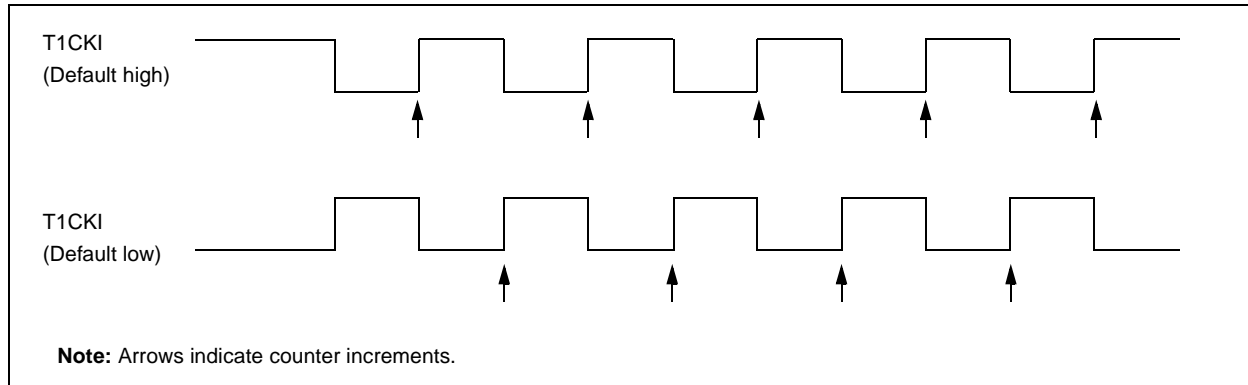 T1CKI
(Default high)
T1CKI
(Default low)
Note: Arrows indicate counter increments.